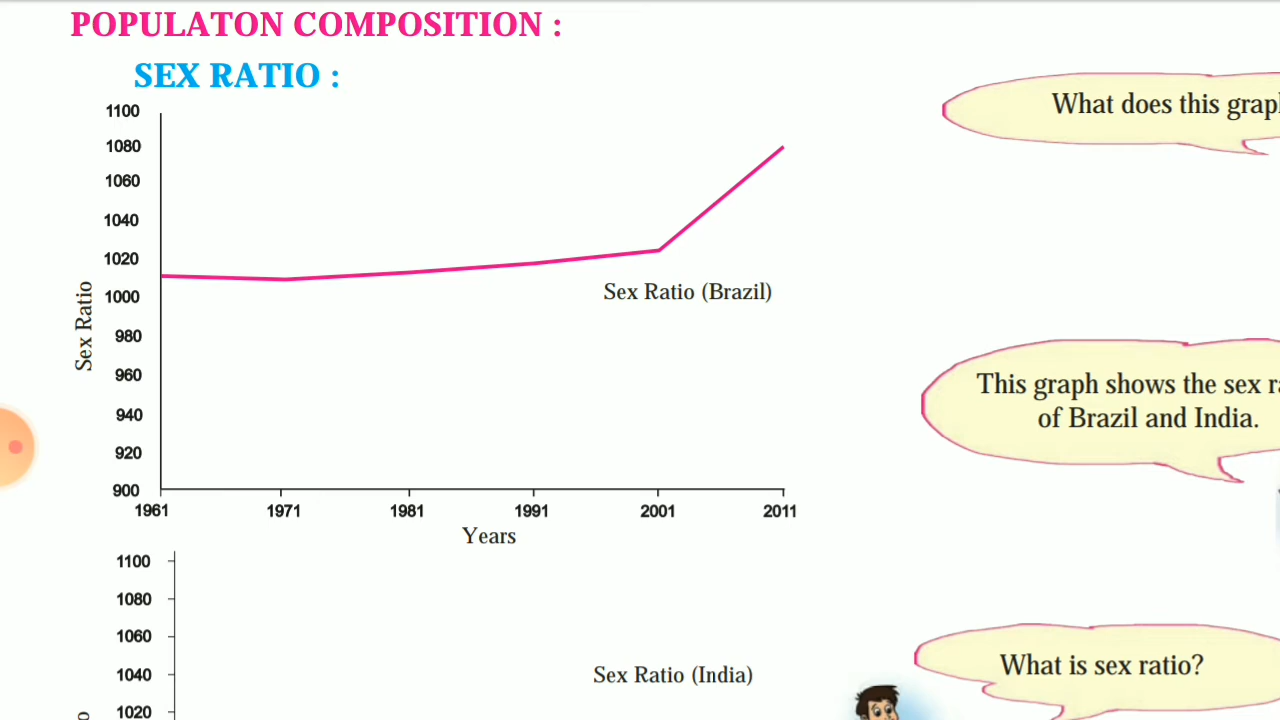 POPULATON COMPOSITION :
SEX RATIO :
1100
1080
1060
1040
1020
1000
980
960
940
920
900
Sex Ratio
Sex Ratio (Brazil)
1961 1971 1981 1991 2001 2011
Years
1100
1080
1060
1040
1020
Sex Ratio (India)
What does this
This graph shows the sex
of Brazil and India.
What is sex ratio?